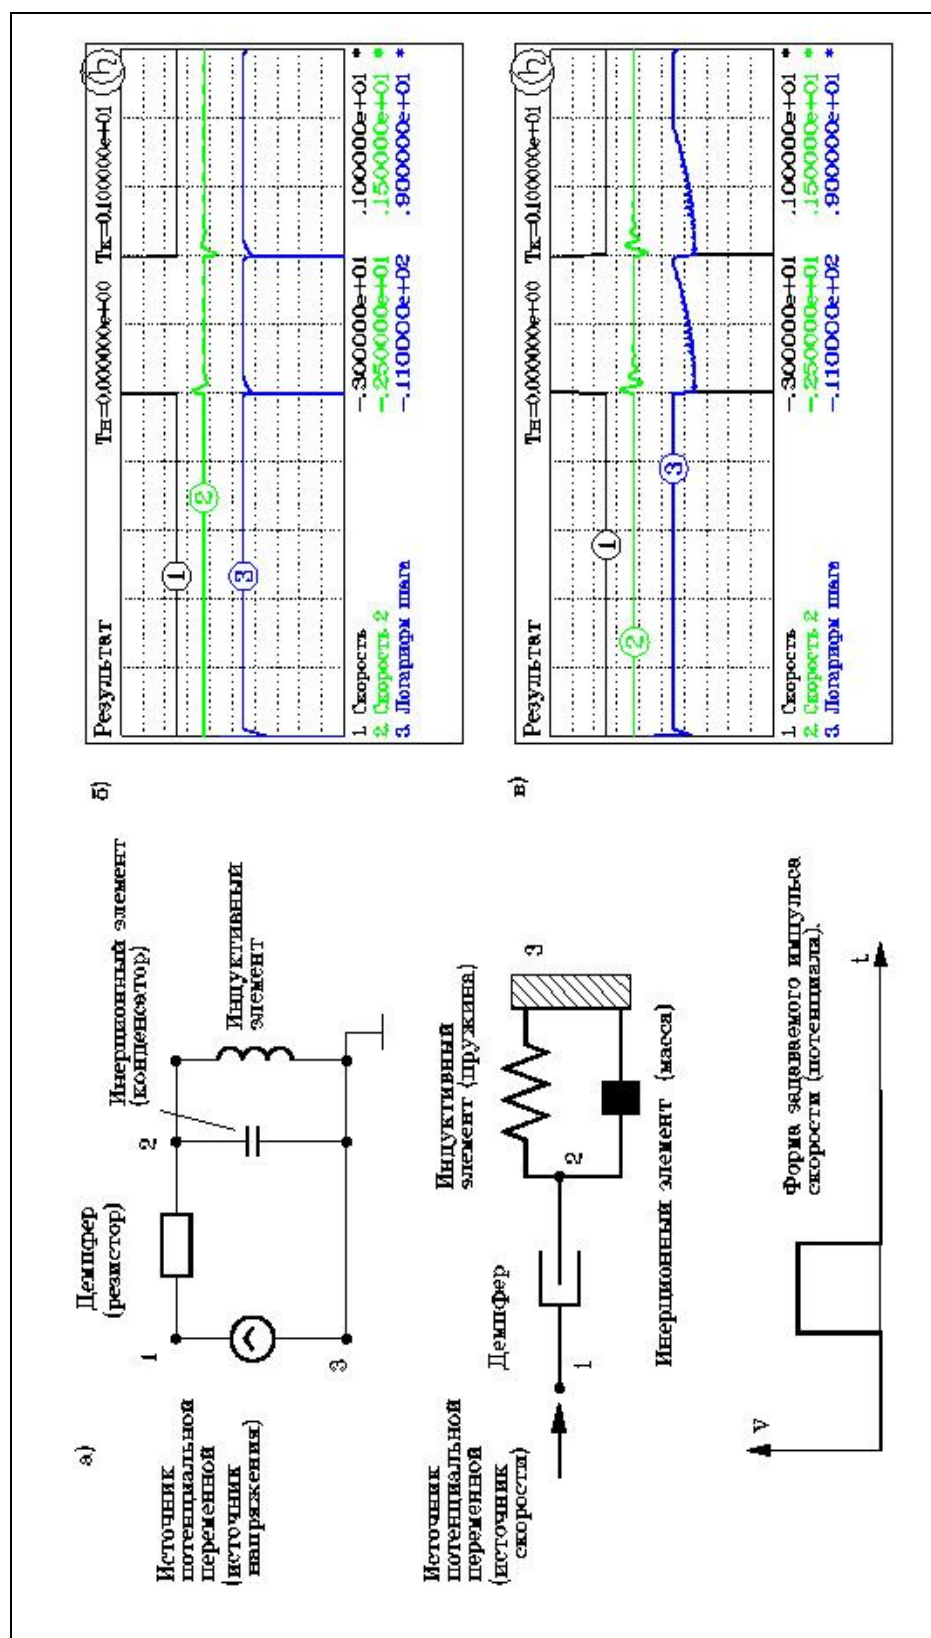 а)
Источник
потенциальной
переменной
(источник
напряжения)
1
Демпфер
(резистор)
2
Инерционный элемент
(конденсатор)
Индуктивный
элемент
3
Источник
потенциальной
переменной
(источник
скорости)
Демпфер
1
2
Индуктивный
элемент (пружина)
3
Инерционный элемент (масса)
V
t
Форма задаваемого импульса
скорости (потенциала).
б)
Результат Tн=0.000000e+00 Tк=0.100000e+01
h
1
2
3
1. Скорость -.300000e+01 .100000e+01 *
2. Скорость 2 -.250000e+01 .150000e+01 *
3. Логарифм шага -.110000e+02 .900000e+01 *
в)
Результат Tн=0.000000e+00 Tк=0.100000e+01
h
1
2
3
1. Скорость -.300000e+01 .100000e+01 *
2. Скорость 2 -.250000e+01 .150000e+01 *
3. Логарифм шага -.110000e+02 .900000e+01 *